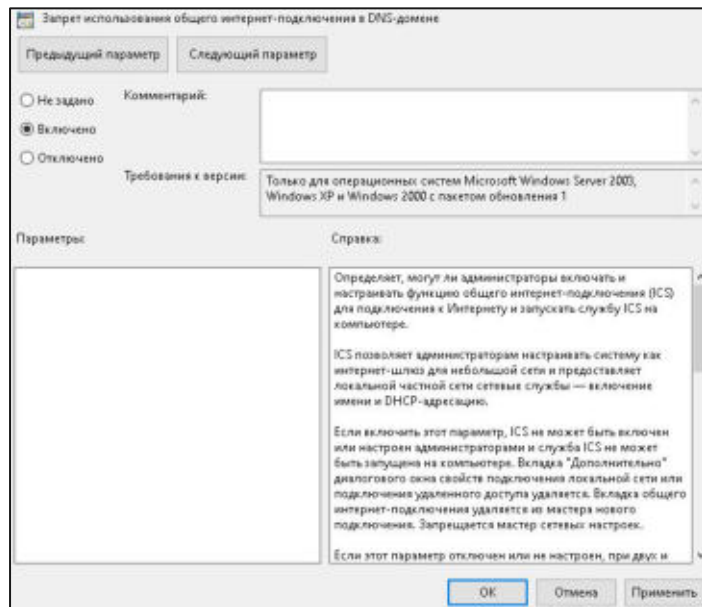 Запрет использования общего интернет-подключения в DNS-домене
Предыдущий параметр
Следующий параметр
Не задано
Комментарий:
Включено
Отключено
Требования к версии:
Только для операционных систем Microsoft Windows Server 2003,
Windows XP и Windows 2000 с пакетом обновления 1
Параметры:
Справка:
Определяет, могут ли администраторы включать и
настраивать функцию общего интернет-подключения (ICS)
для подключения к Интернету и запускать службу ICS на
компьютере.
ICS позволяет администраторам настраивать систему как
интернет-шлюз для небольшой сети и предоставляет
локальной частной сети сетевые службы — включение
имени и DHCP-адресацию.
Если включить этот параметр, ICS не может быть включен
или настроен администраторами и служба ICS не может
быть запущена на компьютере. Вкладка "Дополнительно"
диалогового окна свойств подключения локальной сети или
подключения удаленного доступа удаляется. Вкладка общего
интернет-подключения удаляется из мастера нового
подключения. Запрещается мастер сетевых настроек.
Если этот параметр отключен или не настроен, при двух и
ОК
Отмена
Применить